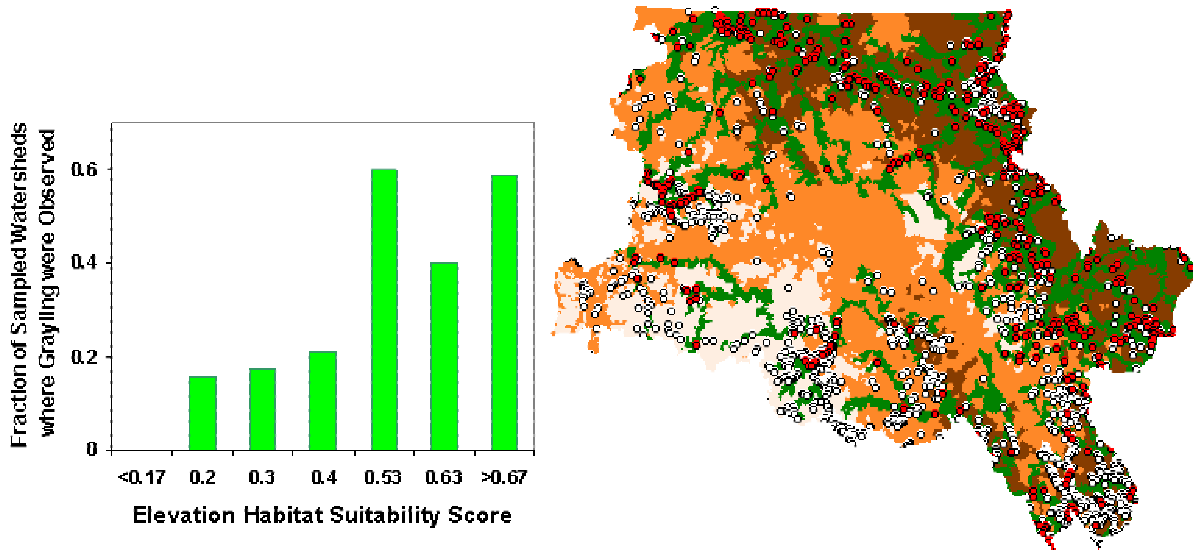 Fraction of Sampled Watersheds
where Grayling were Observed
0.6
0.4
0.2
0
<0.17 0.2 0.3 0.4 0.53 0.63 >0.67
Elevation Habitat Suitability Score